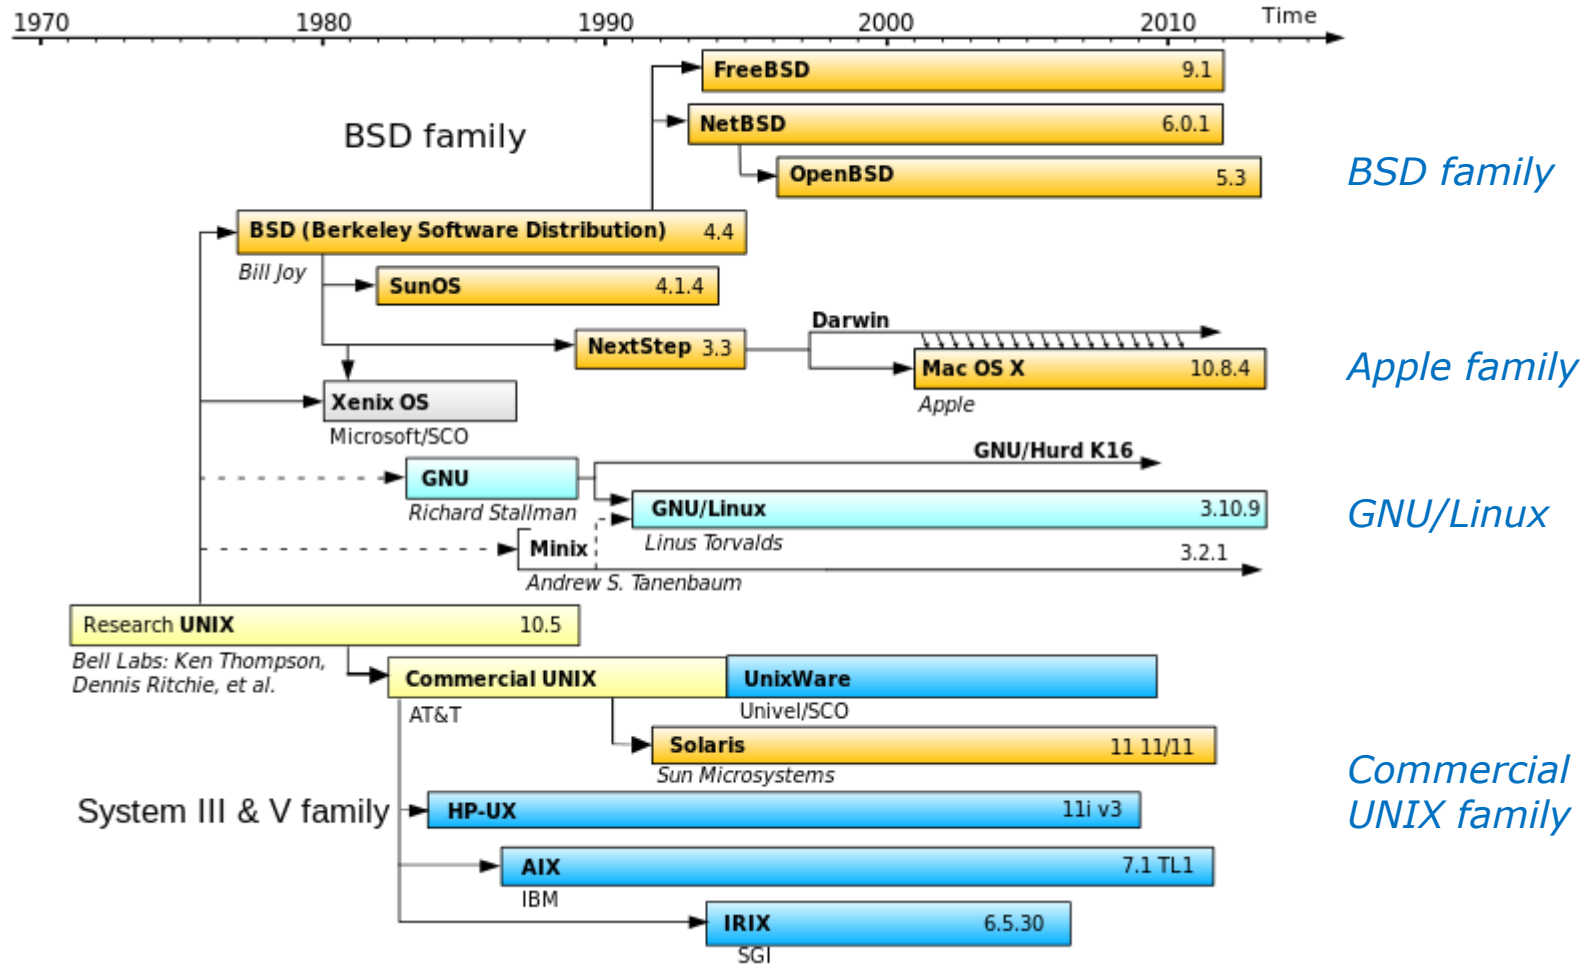 1970 1980 1990 2000 2010 Time
FreeBSD 9.1
BSD family
NetBSD 6.0.1
OpenBSD 5.3
BSD family
BSD (Berkeley Software Distribution) 4.4
Bill Joy
SunOS 4.1.4
Darwin
NextStep 3.3
Mac OS X 10.8.4
Apple family
Apple
Xenix OS
Microsoft/SCO
GNU/Hurd K16
GNU
Richard Stallman
GNU/Linux 3.10.9
GNU/Linux
Linus Torvalds
Minix 3.2.1
Andrew S. Tanenbaum
Research UNIX 10.5
Bell Labs: Ken Thompson,
Dennis Ritchie, et al.
Commercial UNIX
UnixWare
AT&T
Univel/SCO
Solaris 11 11/11
Sun Microsystems
Commercial
UNIX family
System III & V family
HP-UX 11i v3
AIX 7.1 TL1
IBM
IRIX 6.5.30
SGI